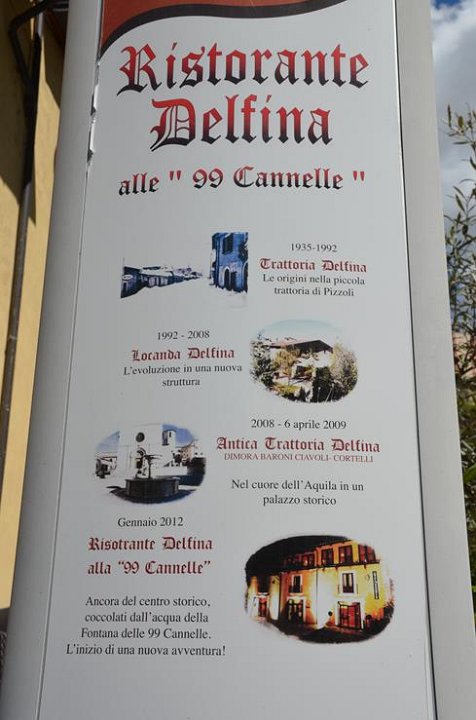 Ristorante
Delfina
alle " 99 Cannelle "
1935-1992
Trattoria Delfina
Le origini nella piccola
trattoria di Pizzoli
1992 - 2008
Locanda Delfina
L'evoluzione in una nuova
struttura
2008 - 6 aprile 2009
Antica Trattoria Delfina
DIMORA BARONI CIAVOLI- CORTELLI
Nel cuore dell'Aquila in un
palazzo storico
Gennaio 2012
Risotrante Delfina
alla "99 Cannelle"
Ancora del centro storico,
coccolati dall'acqua della
Fontana delle 99 Cannelle.
L'inizio di una nuova avventura!